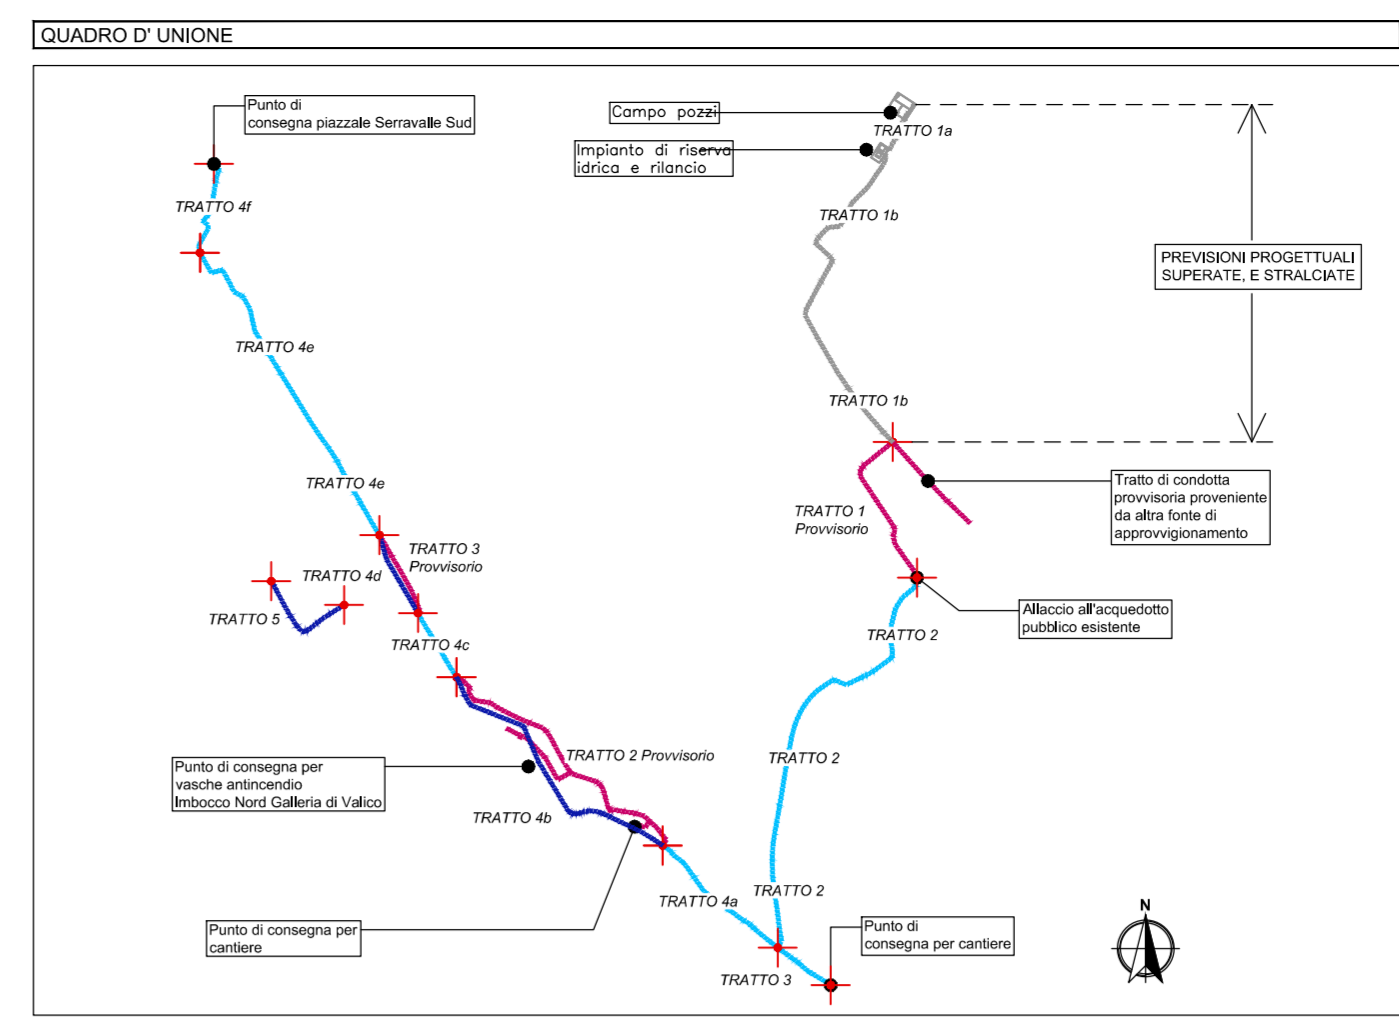 QUADRO D' UNIONE
Punto di
consegna piazzale Serravalle Sud
Campo pozzi
TRATTO 1a
Impianto di riserva
idrica e rilancio
TRATTO 4f
TRATTO 1b
PREVISIONI PROGETTUALI
SUPERATE, E STRALCIATE
TRATTO 4e
TRATTO 1b
TRATTO 4e
Tratto di condotta
provvisoria proveniente
da altra fonte di
approvvigionamento
TRATTO 1
Provvisorio
TRATTO 3
Provvisorio
TRATTO 4d
TRATTO 5
Allaccio all'acquedotto
pubblico esistente
TRATTO 2
TRATTO 4c
TRATTO 2 Provvisorio
TRATTO 2
Punto di consegna per
vasche antincendio
Imbocco Nord Galleria di Valico
TRATTO 4b
TRATTO 2
TRATTO 4a
N
Punto di consegna per
cantiere
Punto di
consegna per cantiere
TRATTO 3